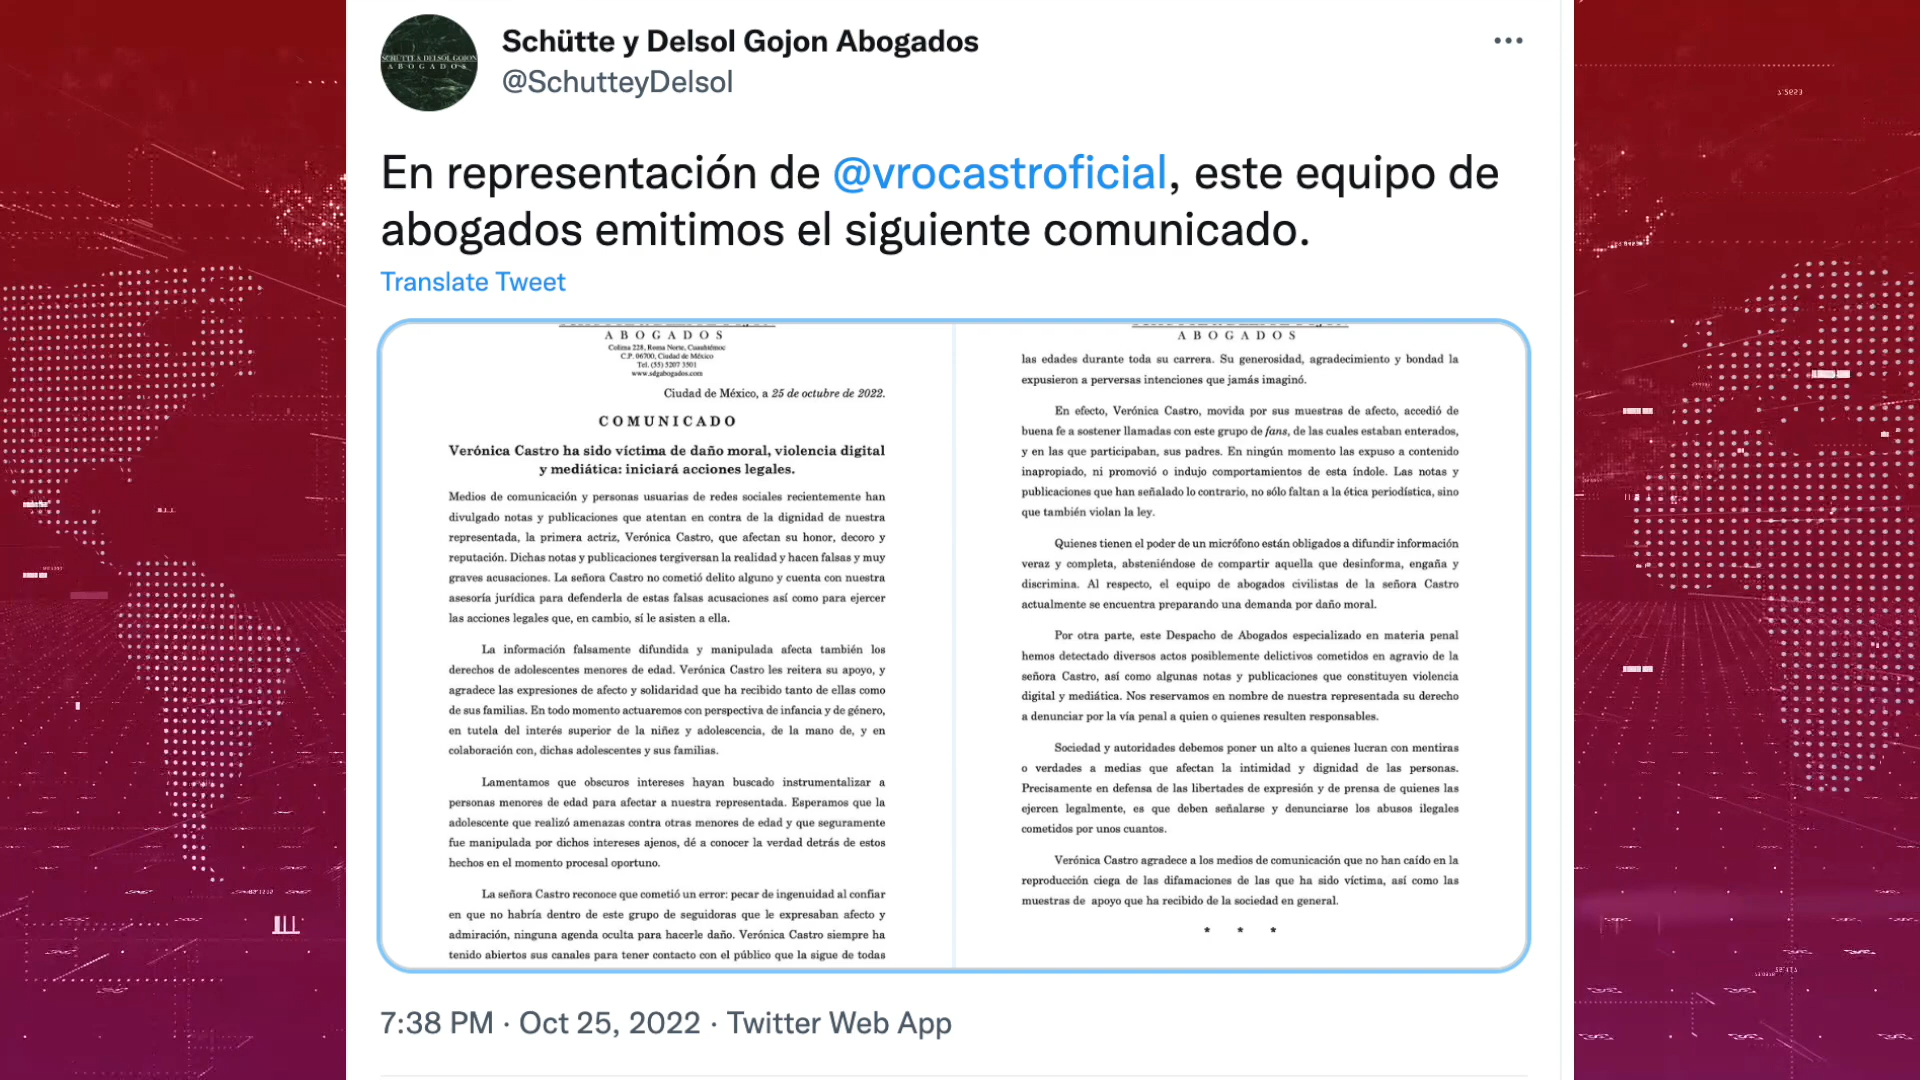 Schütte y Delsol Gojon Abogados
@SchutteyDelsol
SCHÜTTE & DELSOL GOJON
ABOGADOS
En representación de @vrocastroficial, este equipo de
abogados emitimos el siguiente comunicado.
Translate Tweet
ABOGADOS
Colima 228, Roma Norte, Cuauhtémoc
C.P. 06700, Ciudad de México
Tel. (55) 5207 3501
www.sdgabogados.com
Ciudad de México, a 25 de octubre de 2022.
COMUNICADO
Verónica Castro ha sido víctima de daño moral, violencia digital
y mediática: iniciará acciones legales.
Medios de comunicación y personas usuarias de redes sociales recientemente han
divulgado notas y publicaciones que atentan en contra de la dignidad de nuestra
representada, la primera actriz, Verónica Castro, que afectan su honor, decoro y
reputación. Dichas notas y publicaciones tergiversan la realidad y hacen falsas y muy
graves acusaciones. La señora Castro no cometió delito alguno y cuenta con nuestra
asesoría jurídica para defenderla de estas falsas acusaciones así como para ejercer
las acciones legales que, en cambio, sí le asisten a ella.
La información falsamente difundida y manipulada afecta también los
derechos de adolescentes menores de edad. Verónica Castro les reitera su apoyo, y
agradece las expresiones de afecto y solidaridad que ha recibido tanto de ellas como
de sus familias. En todo momento actuaremos con perspectiva de infancia y de género,
en tutela del interés superior de la niñez y adolescencia, de la mano de, y en
colaboración con, dichas adolescentes y sus familias.
Lamentamos que obscuros intereses hayan buscado instrumentalizar a
personas menores de edad para afectar a nuestra representada. Esperamos que la
adolescente que realizó amenazas contra otras menores de edad y que seguramente
fue manipulada por dichos intereses ajenos, dé a conocer la verdad detrás de estos
hechos en el momento procesal oportuno.
La señora Castro reconoce que cometió un error: pecar de ingenuidad al confiar
en que no habría dentro de este grupo de seguidoras que le expresaban afecto y
admiración, ninguna agenda oculta para hacerle daño. Verónica Castro siempre ha
tenido abiertos sus canales para tener contacto con el público que la sigue de todas
ABOGADOS
las edades durante toda su carrera. Su generosidad, agradecimiento y bondad la
expusieron a perversas intenciones que jamás imaginó.
En efecto, Verónica Castro, movida por sus muestras de afecto, accedió de
buena fe a sostener llamadas con este grupo de fans, de las cuales estaban enterados,
y en las que participaban, sus padres. En ningún momento las expuso a contenido
inapropiado, ni promovió o indujo comportamientos de esta índole. Las notas y
publicaciones que han señalado lo contrario, no sólo faltan a la ética periodística, sino
que también violan la ley.
Quienes tienen el poder de un micrófono están obligados a difundir información
veraz y completa, absteniéndose de compartir aquella que desinforma, engaña y
discrimina. Al respecto, el equipo de abogados civilistas de la señora Castro
actualmente se encuentra preparando una demanda por daño moral.
Por otra parte, este Despacho de Abogados especializado en materia penal
hemos detectado diversos actos posiblemente delictivos cometidos en agravio de la
señora Castro, así como algunas notas y publicaciones que constituyen violencia
digital y mediática. Nos reservamos en nombre de nuestra representada su derecho
a denunciar por la vía penal a quien o quienes resulten responsables.
Sociedad y autoridades debemos poner un alto a quienes lucran con mentiras
o verdades a medias que afectan la intimidad y dignidad de las personas.
Precisamente en defensa de las libertades de expresión y de prensa de quienes las
ejercen legalmente, es que deben señalarse y denunciarse los abusos ilegales
cometidos por unos cuantos.
Verónica Castro agradece a los medios de comunicación que no han caído en la
reproducción ciega de las difamaciones de las que ha sido víctima, así como las
muestras de apoyo que ha recibido de la sociedad en general.
* * *
7:38 PM · Oct 25, 2022 · Twitter Web App